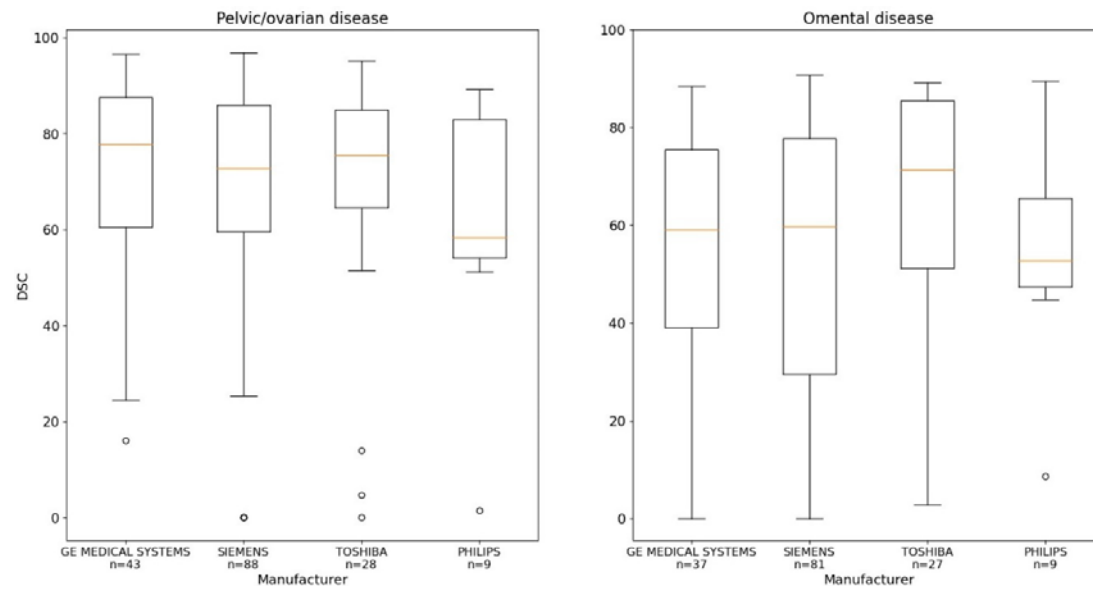 Pelvic/ovarian disease
100
80
60
40
20
0
DSC
GE MEDICAL SYSTEMS
n=43
SIEMENS
n=88
TOSHIBA
n=28
PHILIPS
n=9
Manufacturer
Omental disease
100
80
60
40
20
0
GE MEDICAL SYSTEMS
n=37
SIEMENS
n=81
TOSHIBA
n=27
PHILIPS
n=9
Manufacturer